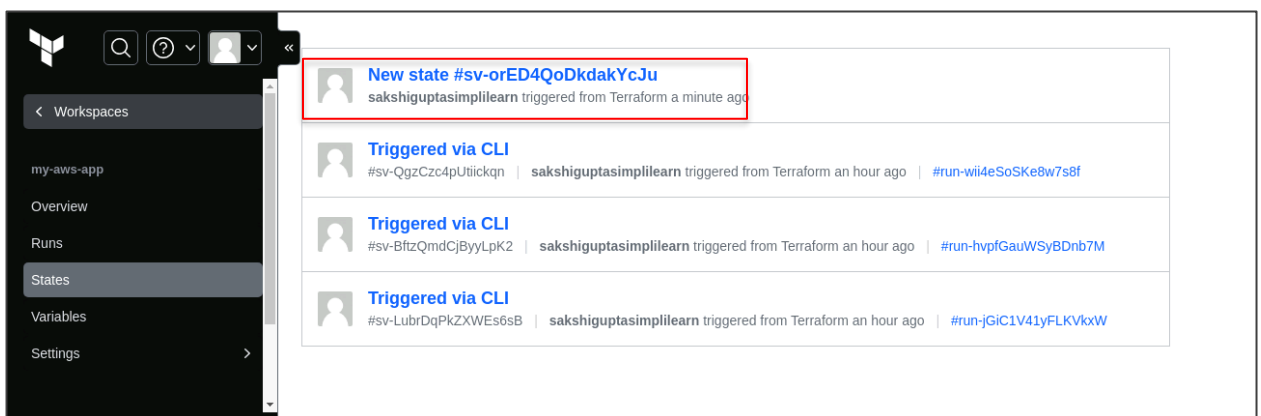 «
Workspaces
my-aws-app
Overview
Runs
States
Variables
Settings
New state #sv-orED4QoDkdakYcJu
sakshiguptasimplilearn triggered from Terraform a minute ago
Triggered via CLI
#sv-QgzCzc4pUtiickqn | sakshiguptasimplilearn triggered from Terraform an hour ago | #run-wii4eSoSKe8w7s8f
Triggered via CLI
#sv-BftzQmdCjByyLpK2 | sakshiguptasimplilearn triggered from Terraform an hour ago | #run-hvpfGauWSyBDnb7M
Triggered via CLI
#sv-LubrDqPkZXWEs6sB | sakshiguptasimplilearn triggered from Terraform an hour ago | #run-jGiC1V41yFLKVkxW